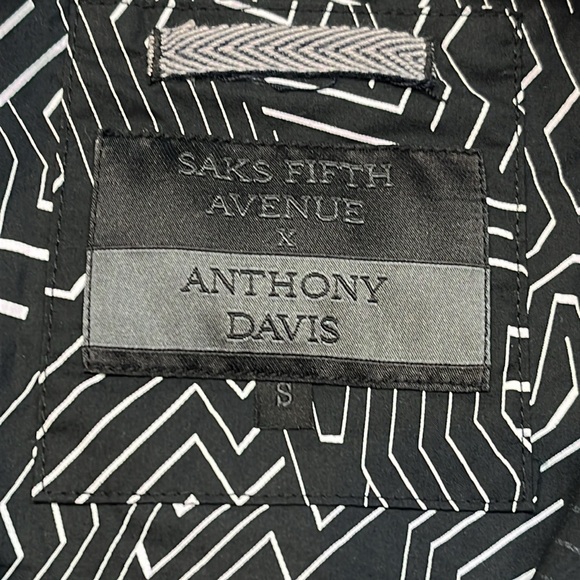 SAKS FIFTH
AVENUE
X
ANTHONY
DAVIS
S